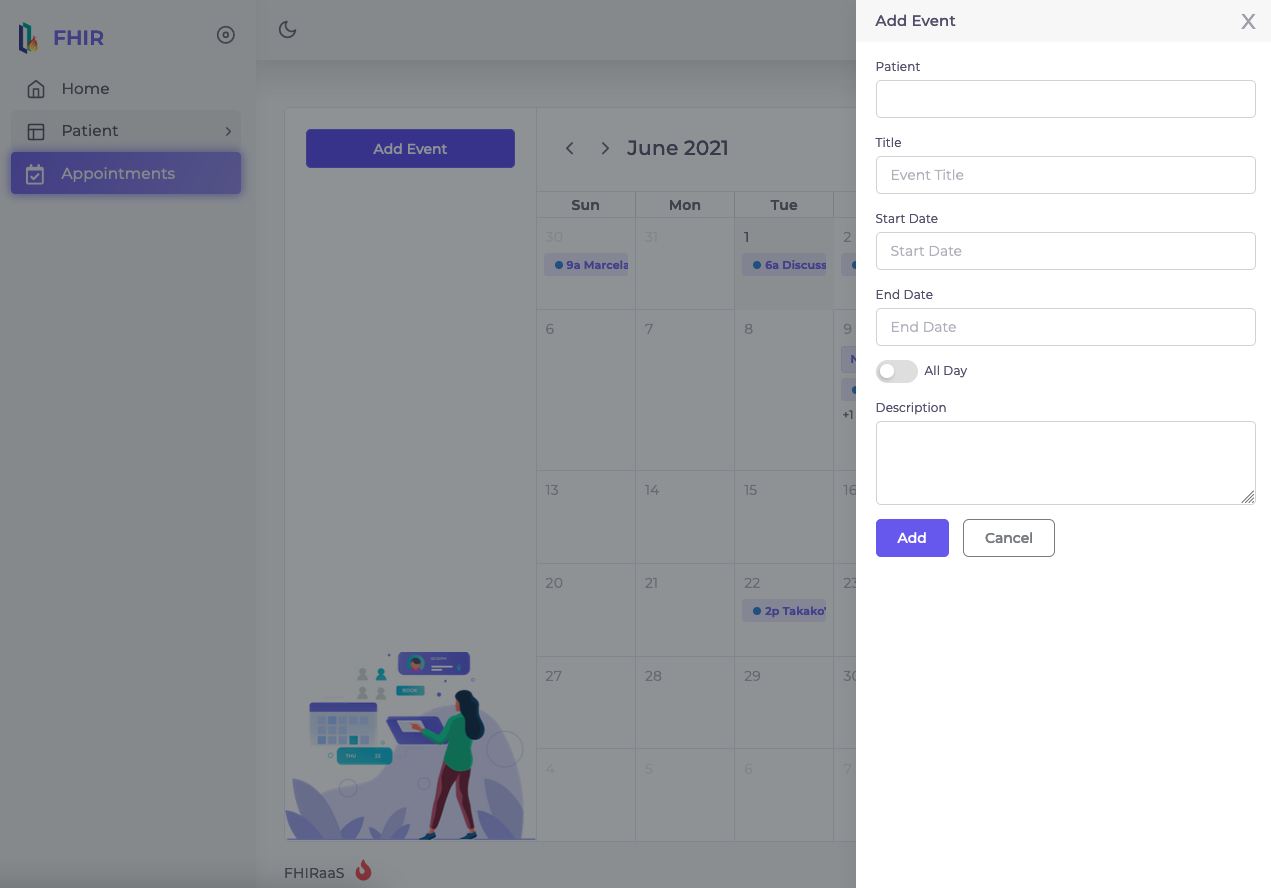 FHIR
Home
Patient
Appointments
Add Event
June 2021
Sun Mon Tue
30 31 1 2
9a Marcela 6a Discuss
6 7 8 9
N
+1
13 14 15 16
20 21 22 23
2p Takako
27 28 29 30
4 5 6 7
BOOK
THU
FHIRaaS
Add Event X
Patient
Title
Event Title
Start Date
Start Date
End Date
End Date
All Day
Description
Add Cancel